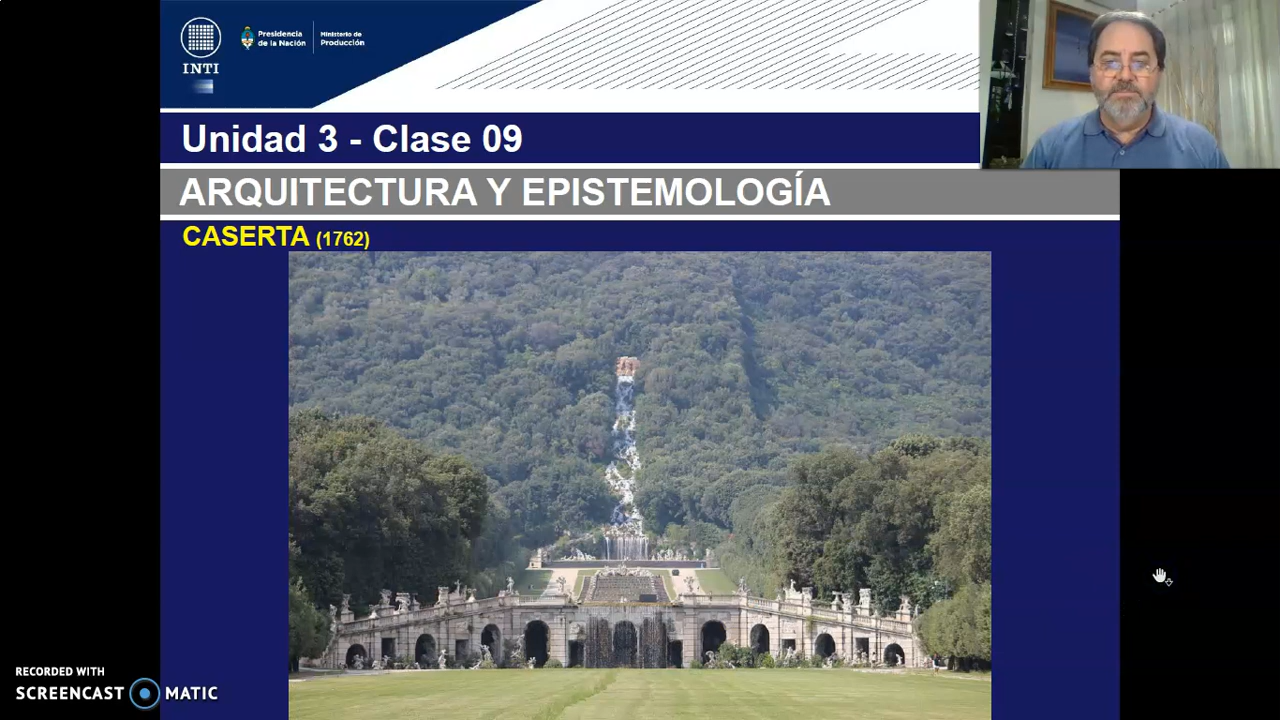 INTI
Presidencia
de la Nación
Ministerio de
Producción
Unidad 3 - Clase 09
ARQUITECTURA Y EPISTEMOLOGÍA
CASERTA (1762)
RECORDED WITH
SCREENCAST MATIC